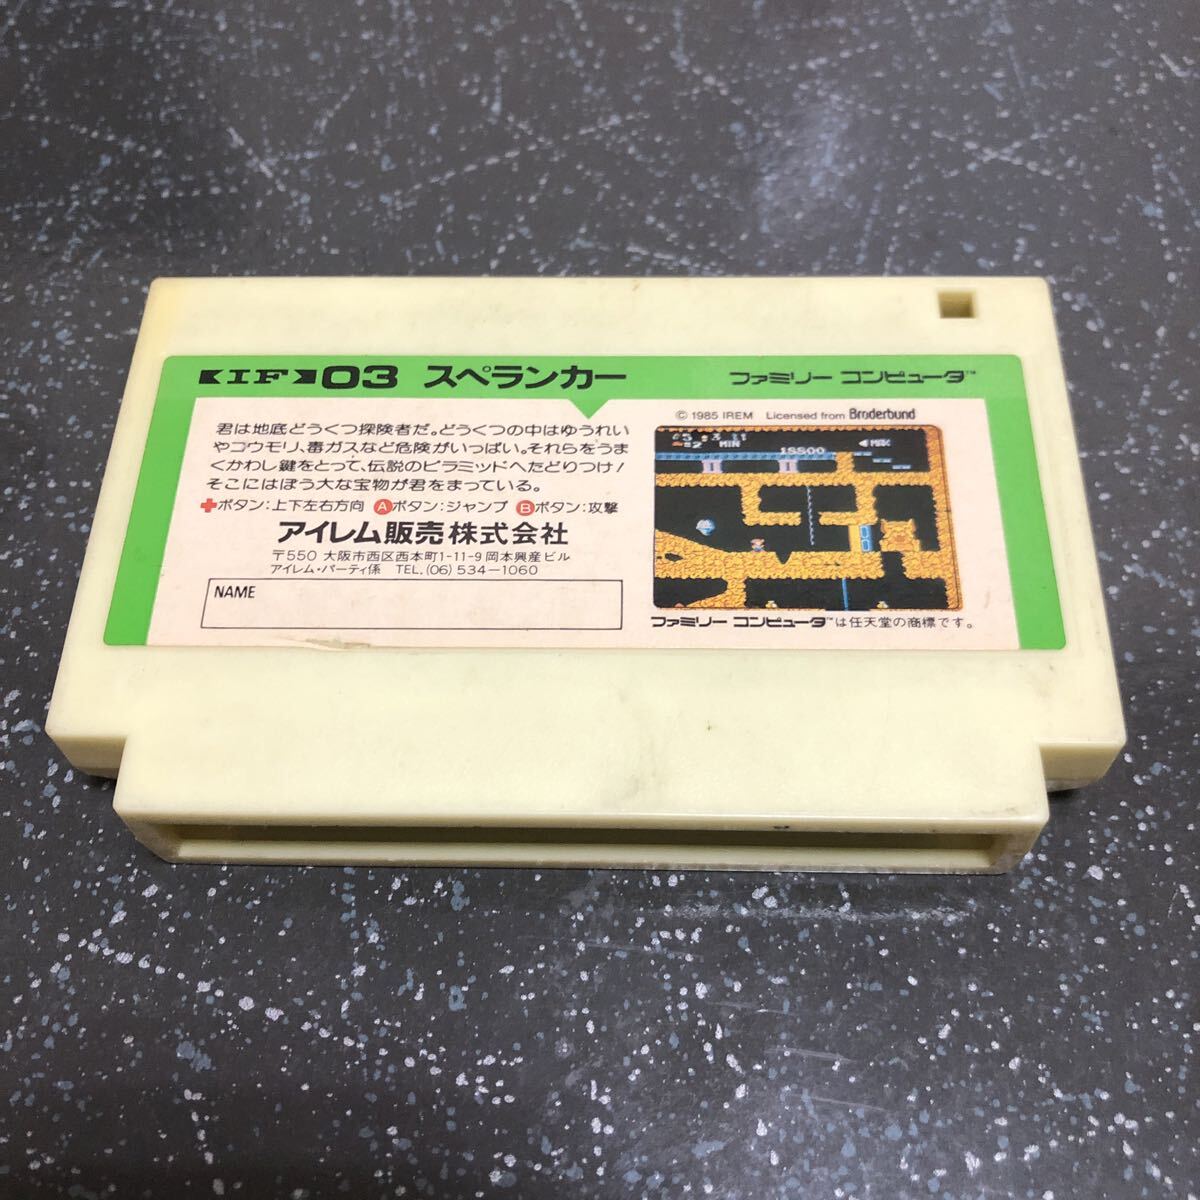 IF 03 スペランカー
ファミリー コンピュータ™
君は地底どうくつ探険者だ。どうくつの中はゆうれい
やコウモリ、毒ガスなど危険がいっぱい。それらをうま
くかわし鍵をとって、伝説のピラミッドへたどりつけ!
そこにはぼう大な宝物が君をまっている。
✚ボタン:上下左右方向 Ⓐボタン:ジャンプ Ⓑボタン:攻撃
アイレム販売株式会社
〒550 大阪市西区西本町1-11-9 岡本興産ビル
アイレム・パーティ係 TEL.(06)534-1060
NAME
© 1985 IREM Licensed from Brøderbund
MIN
18800
ファミリー コンピュータ™は任天堂の商標です。